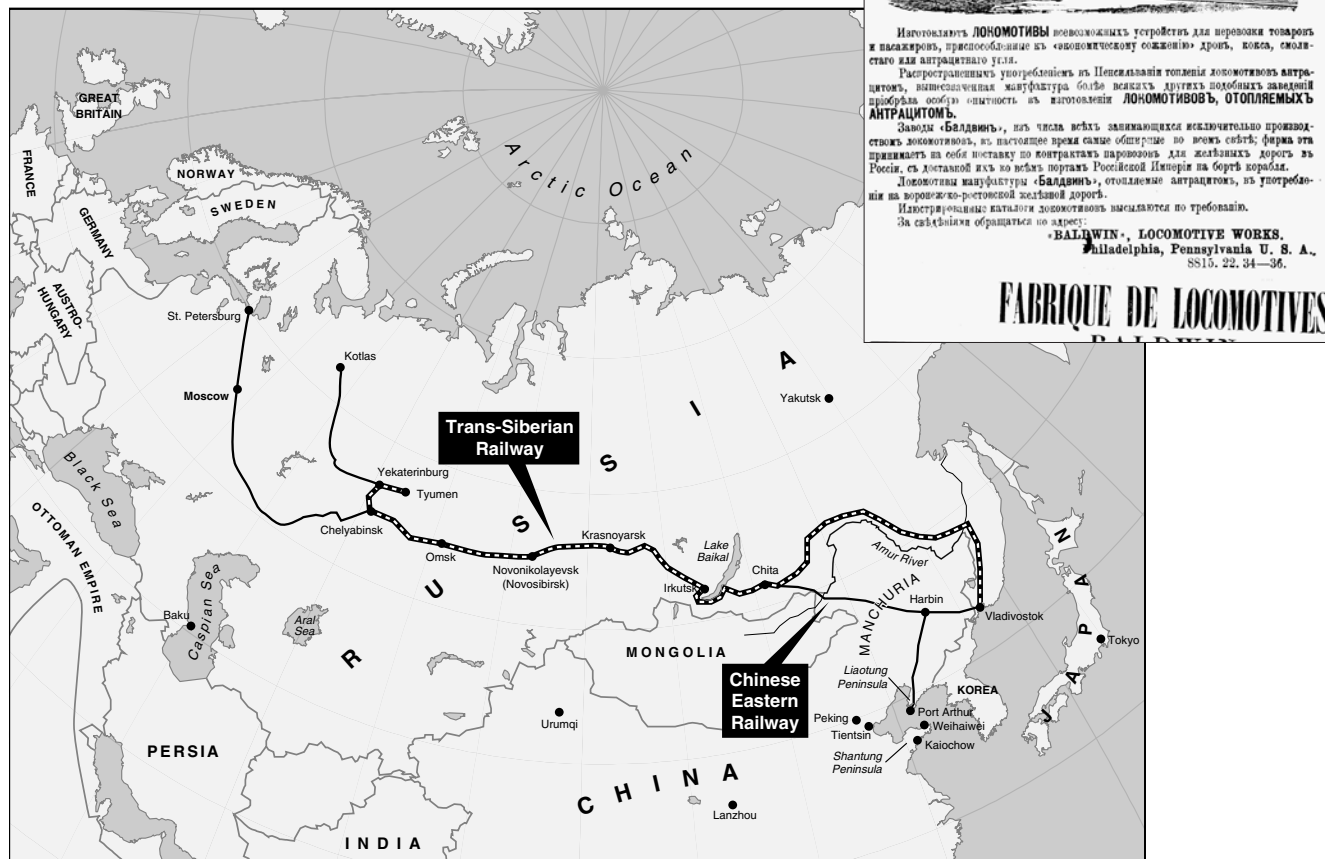 Изготовляютъ ЛОКОМОТИВЫ всевозможныхъ устройствъ для перевозки товаровъ
и пасажировъ, приспособленные къ «экономическому сожженію» дровъ, кокса, смоли-
стаго или антрацитнаго угля.
Распространеннымъ употребленіемъ въ Пенсильваніи топленія локомотивовъ антра-
цитомъ, вышесзначенная мануфактура болѣе всякихъ другихъ подобныхъ заведеній
пріобрѣла особую опытность въ изготовленіи ЛОКОМОТИВОВЪ, ОТОПЛЯЕМЫХЪ
АНТРАЦИТОМЪ.
Заводы «Балдвинъ», изъ числа всѣхъ занимающихся исключительно производ-
ствомъ локомотивовъ, въ настоящее время самые обширные во всемъ свѣтѣ; фирма эта
принимаетъ на себя поставку по контрактамъ паровозовъ для желѣзныхъ дорогъ въ
Россіи, съ доставкой ихъ ко всѣмъ портамъ Россійской Имперіи на бортѣ корабля.
Локомотивы мануфактуры «Балдвинъ», отопляемые антрацитомъ, въ употребле-
ніи на воронежско-ростовской желѣзной дорогѣ.
Илюстрированные каталоги локомотивовъ высылаются по требованію.
За свѣдѣніями обращаться по адресу:
«BALDWIN», LOCOMOTIVE WORKS.
Philadelphia, Pennsylvania U. S. A.,
8815. 22. 34—36.
FABRIQUE DE LOCOMOTIVES
BALDWIN
GREAT
BRITAIN
FRANCE
NORWAY
SWEDEN
GERMANY
AUSTRO-
HUNGARY
Arctic Ocean
St. Petersburg
Kotlas
Moscow
Yakutsk
RUSSIA
Trans-Siberian
Railway
Black Sea
Yekaterinburg
Tyumen
Chelyabinsk
Omsk
Novonikolayevsk
(Novosibirsk)
Krasnoyarsk
Lake
Baikal
Irkutsk
Chita
Amur River
MANCHURIA
Harbin
Vladivostok
JAPAN
Tokyo
OTTOMAN EMPIRE
Baku
Caspian Sea
Aral
Sea
MONGOLIA
Chinese
Eastern
Railway
Liaotung
Peninsula
KOREA
Port Arthur
Peking
Weihaiwei
Tientsin
Kaiochow
Shantung
Peninsula
Urumqi
PERSIA
CHINA
Lanzhou
INDIA